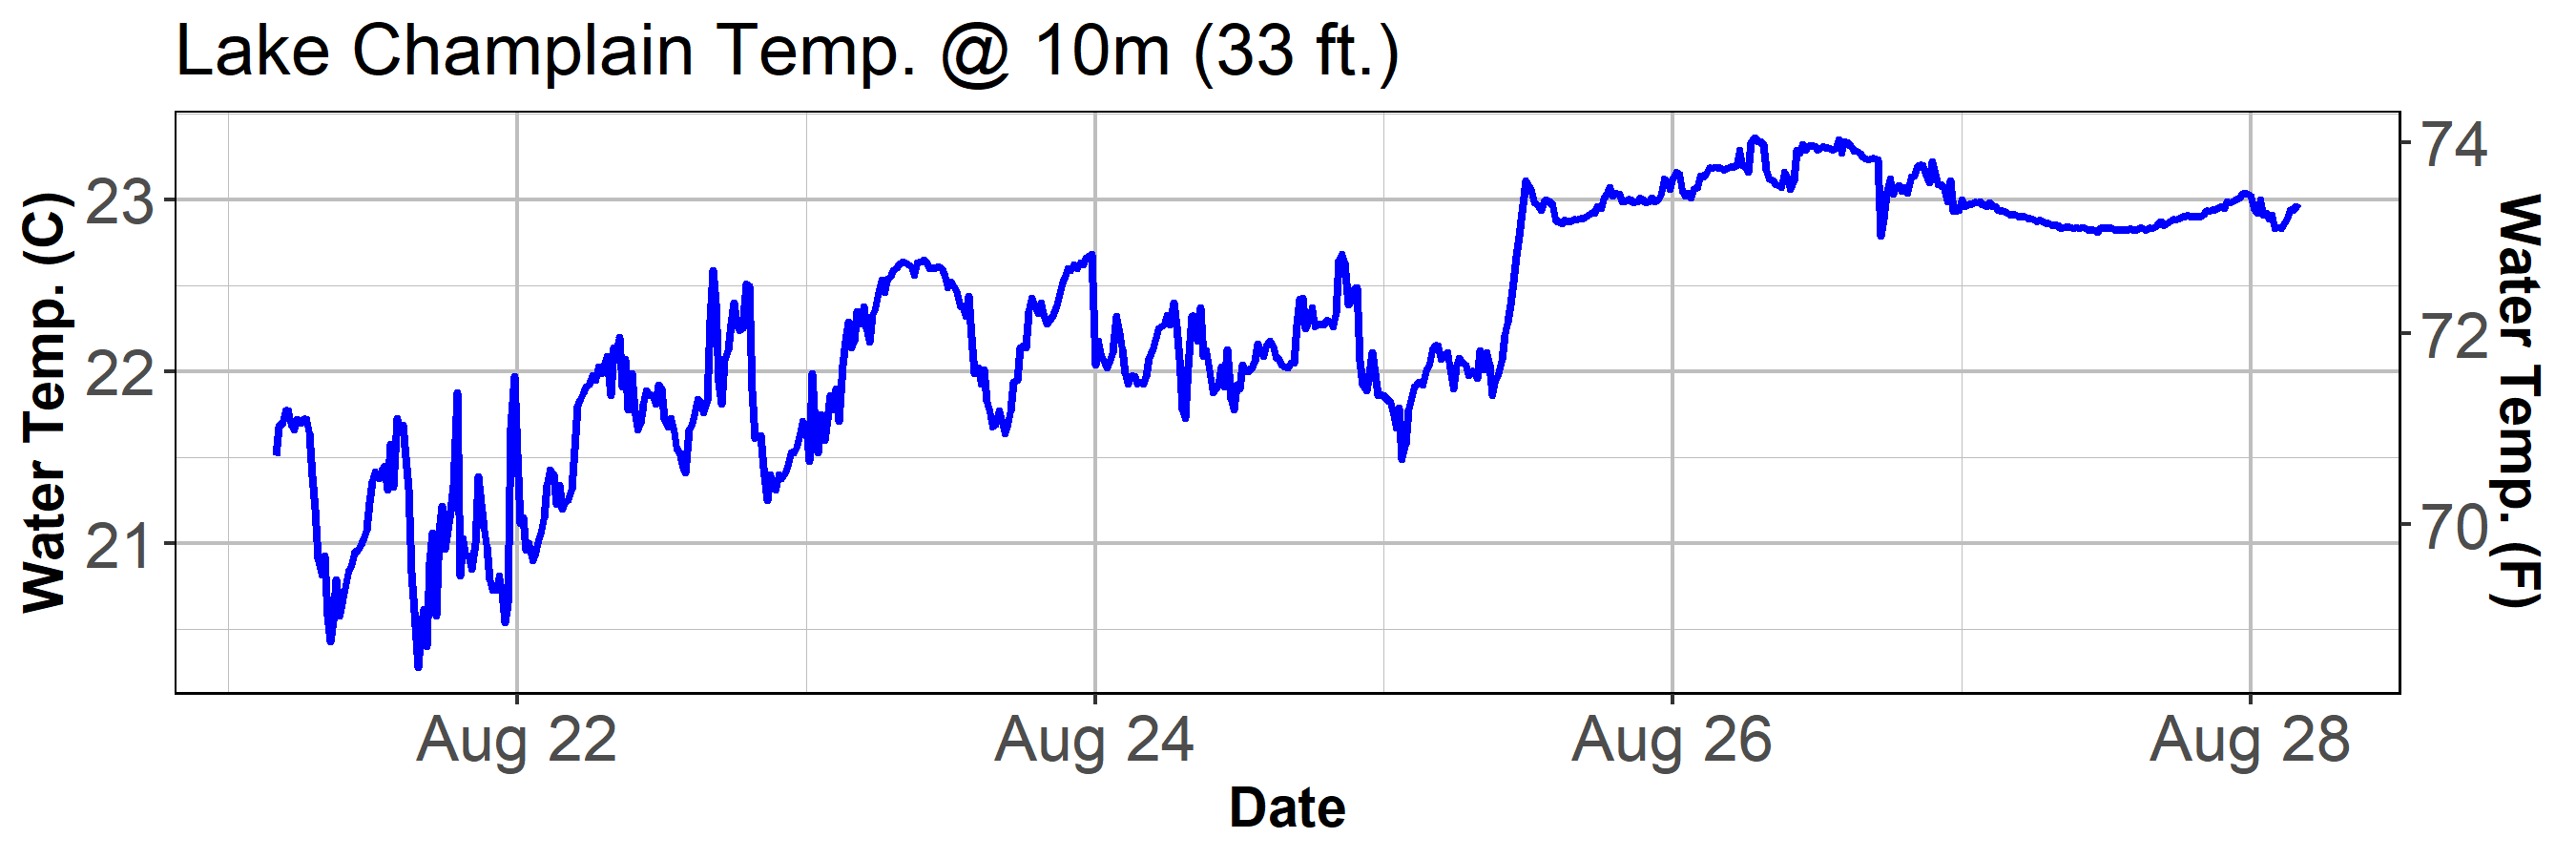 Lake Champlain Temp. @ 10m (33 ft.)
Water Temp. (C)
23
22
21
74
72
70
Water Temp. (F)
Aug 22
Aug 24
Aug 26
Aug 28
Date